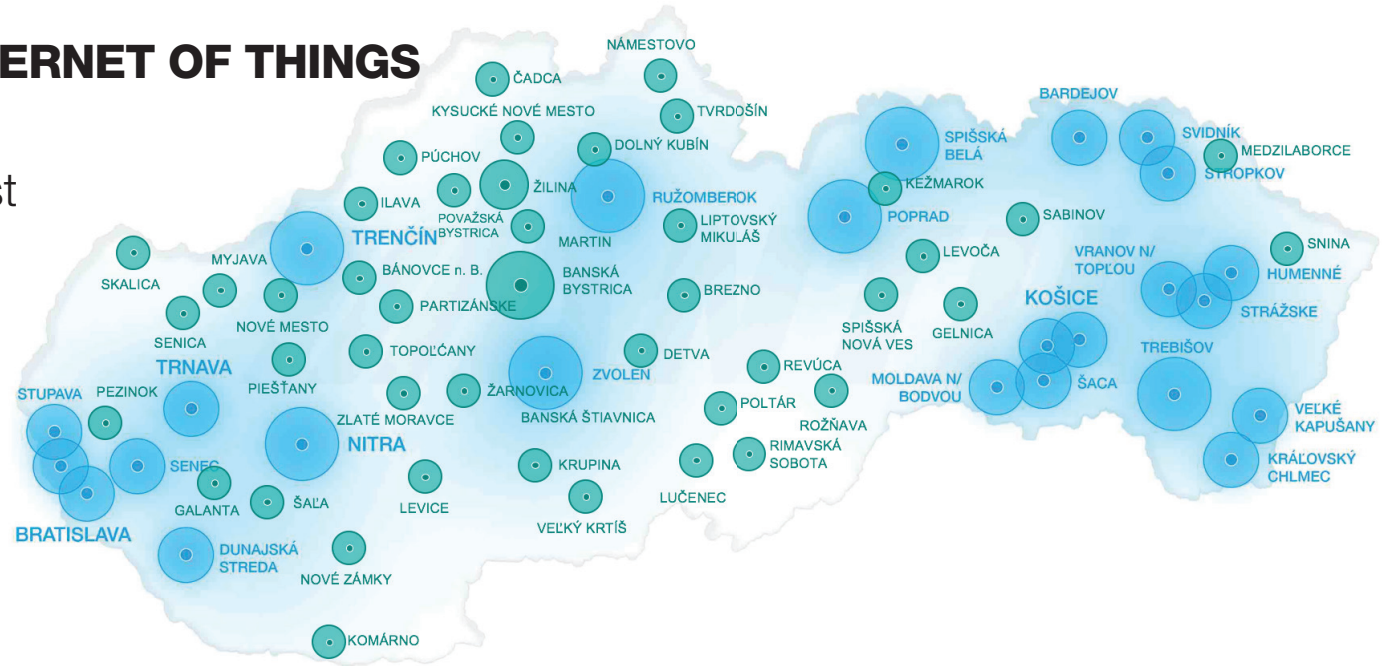 ERNET OF THINGS
st
NÁMESTOVO
ČADCA
KYSUCKÉ NOVÉ MESTO
TVRDOŠÍN
BARDEJOV
SVIDNÍK
SPIŠSKÁ
BELÁ
DOLNÝ KUBÍN
MEDZILABORCE
PÚCHOV
STROPKOV
ŽILINA
KEŽMAROK
RUŽOMBEROK
ILAVA
POVAŽSKÁ
BYSTRICA
POPRAD
SABINOV
LIPTOVSKÝ
MIKULÁŠ
TRENČÍN
MARTIN
SNINA
LEVOČA
VRANOV N/
TOPĽOU
MYJAVA
BÁNOVCE n. B.
BANSKÁ
BYSTRICA
HUMENNÉ
SKALICA
BREZNO
KOŠICE
PARTIZÁNSKE
STRÁŽSKE
NOVÉ MESTO
SPIŠSKÁ
NOVÁ VES
GELNICA
SENICA
TREBIŠOV
TOPOĽČANY
DETVA
TRNAVA
REVÚCA
ZVOLEN
PIEŠŤANY
MOLDAVA N/
BODVOU
ŠACA
STUPAVA
PEZINOK
ŽARNOVICA
POLTÁR
ZLATÉ MORAVCE
BANSKÁ ŠTIAVNICA
ROŽŇAVA
VEĽKÉ
KAPUŠANY
NITRA
RIMAVSKÁ
SOBOTA
SENEC
KRUPINA
KRÁĽOVSKÝ
CHLMEC
LUČENEC
GALANTA
ŠAĽA
LEVICE
VEĽKÝ KRTÍŠ
BRATISLAVA
DUNAJSKÁ
STREDA
NOVÉ ZÁMKY
KOMÁRNO